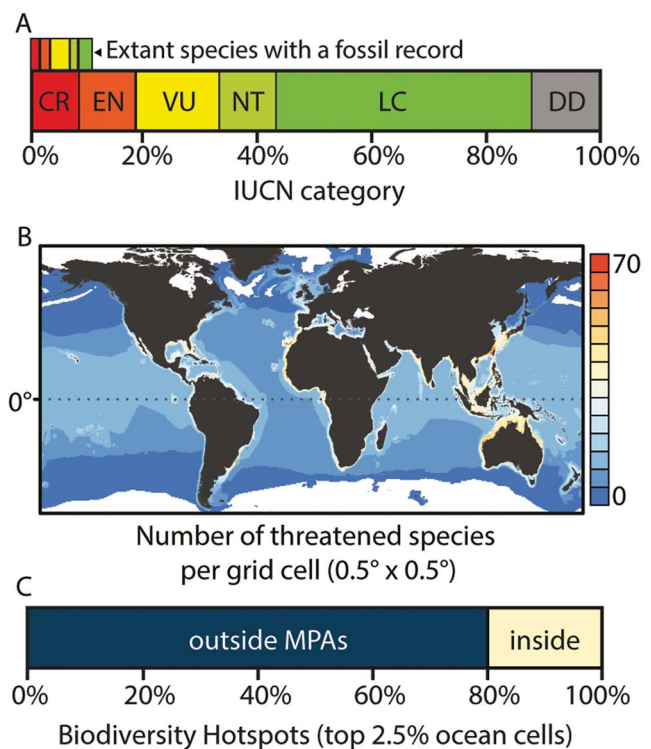 A
Extant species with a fossil record
CR EN VU NT LC DD
0% 20% 40% 60% 80% 100%
IUCN category
B
70
0°
0
Number of threatened species
per grid cell (0.5° x 0.5°)
C
outside MPAs inside
0% 20% 40% 60% 80% 100%
Biodiversity Hotspots (top 2.5% ocean cells)